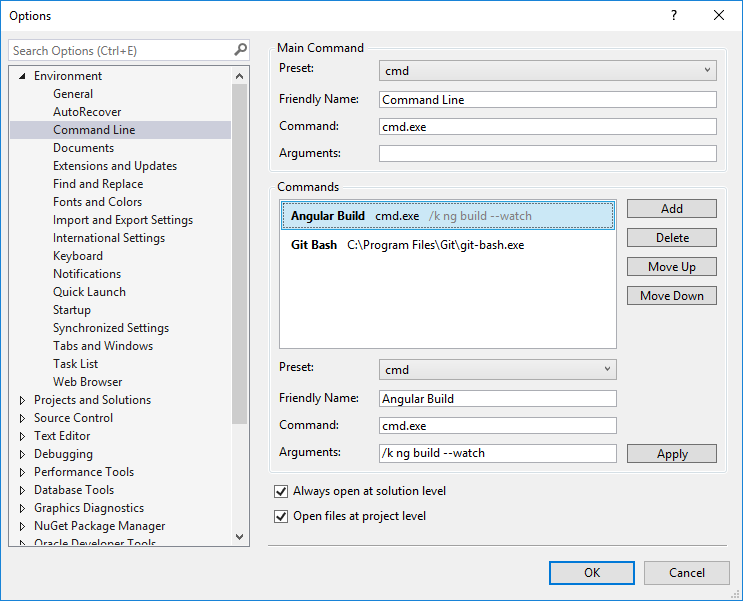 Options
?
Search Options (Ctrl+E)
Environment
General
AutoRecover
Command Line
Documents
Extensions and Updates
Find and Replace
Fonts and Colors
Import and Export Settings
International Settings
Keyboard
Notifications
Quick Launch
Startup
Synchronized Settings
Tabs and Windows
Task List
Web Browser
Projects and Solutions
Source Control
Text Editor
Debugging
Performance Tools
Database Tools
Graphics Diagnostics
NuGet Package Manager
Oracle Developer Tools
Main Command
Preset: cmd
Friendly Name: Command Line
Command: cmd.exe
Arguments:
Commands
Angular Build cmd.exe /k ng build --watch
Git Bash C:\Program Files\Git\git-bash.exe
Add
Delete
Move Up
Move Down
Preset: cmd
Friendly Name: Angular Build
Command: cmd.exe
Arguments: /k ng build --watch
Apply
Always open at solution level
Open files at project level
OK
Cancel